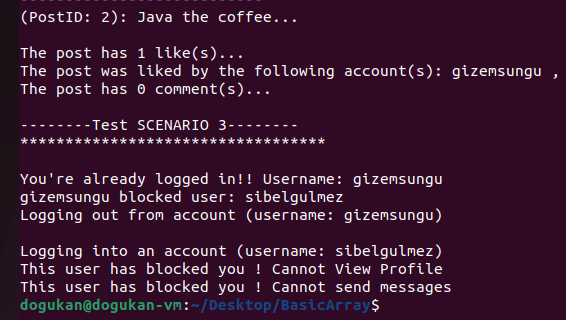 (PostID: 2): Java the coffee...
The post has 1 like(s)...
The post was liked by the following account(s): gizemsungu ,
The post has 0 comment(s)...
--------Test SCENARIO 3--------
**********************************
You're already logged in!! Username: gizemsungu
gizemsungu blocked user: sibelgulmez
Logging out from account (username: gizemsungu)
Logging into an account (username: sibelgulmez)
This user has blocked you ! Cannot View Profile
This user has blocked you ! Cannot send messages
dogukan@dogukan-vm:~/Desktop/BasicArray$